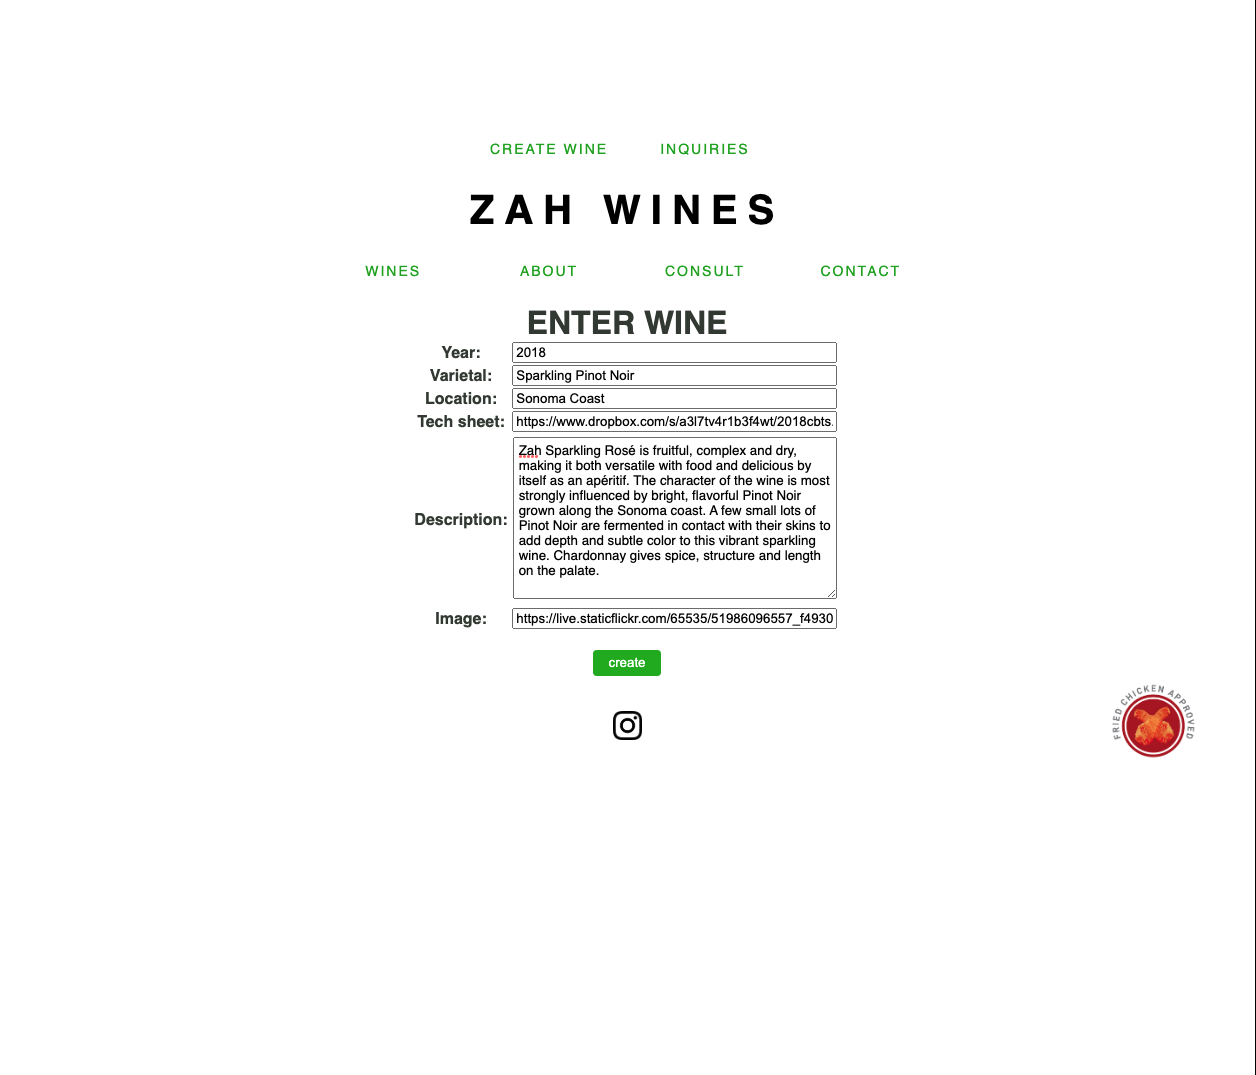 CREATE WINE INQUIRIES
ZAH WINES
WINES ABOUT CONSULT CONTACT
ENTER WINE
Year: 2018
Varietal: Sparkling Pinot Noir
Location: Sonoma Coast
Tech sheet: https://www.dropbox.com/s/a3l7tv4r1b3f4wt/2018cbts.
Description:
Zah Sparkling Rosé is fruitful, complex and dry,
making it both versatile with food and delicious by
itself as an apéritif. The character of the wine is most
strongly influenced by bright, flavorful Pinot Noir
grown along the Sonoma coast. A few small lots of
Pinot Noir are fermented in contact with their skins to
add depth and subtle color to this vibrant sparkling
wine. Chardonnay gives spice, structure and length
on the palate.
Image: https://live.staticflickr.com/65535/51986096557_f4930
create
FRIED CHICKEN APPROVED